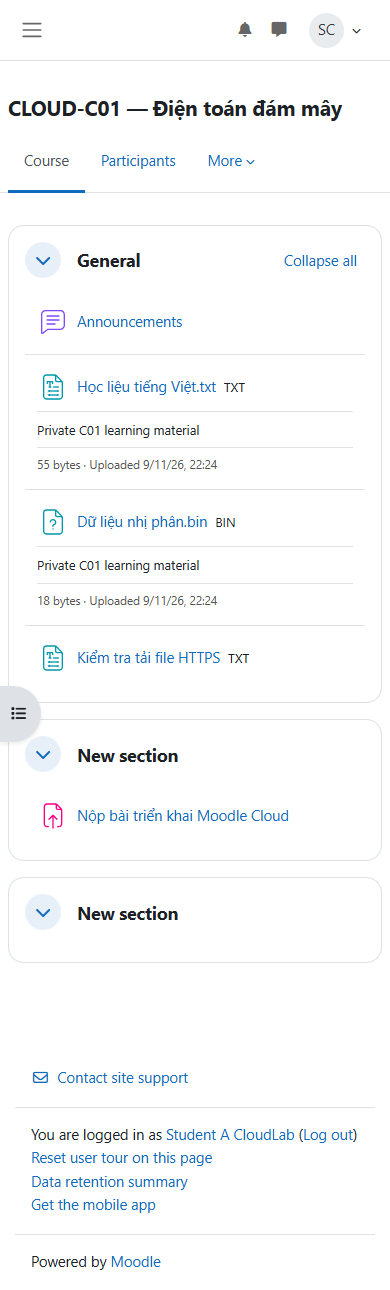 SC
CLOUD-C01 — Điện toán đám mây
Course Participants More
General Collapse all
Announcements
Học liệu tiếng Việt.txt TXT
Private C01 learning material
55 bytes · Uploaded 9/11/26, 22:24
Dữ liệu nhị phân.bin BIN
Private C01 learning material
18 bytes · Uploaded 9/11/26, 22:24
Kiểm tra tải file HTTPS TXT
New section
Nộp bài triển khai Moodle Cloud
New section
Contact site support
You are logged in as Student A CloudLab (Log out)
Reset user tour on this page
Data retention summary
Get the mobile app
Powered by Moodle